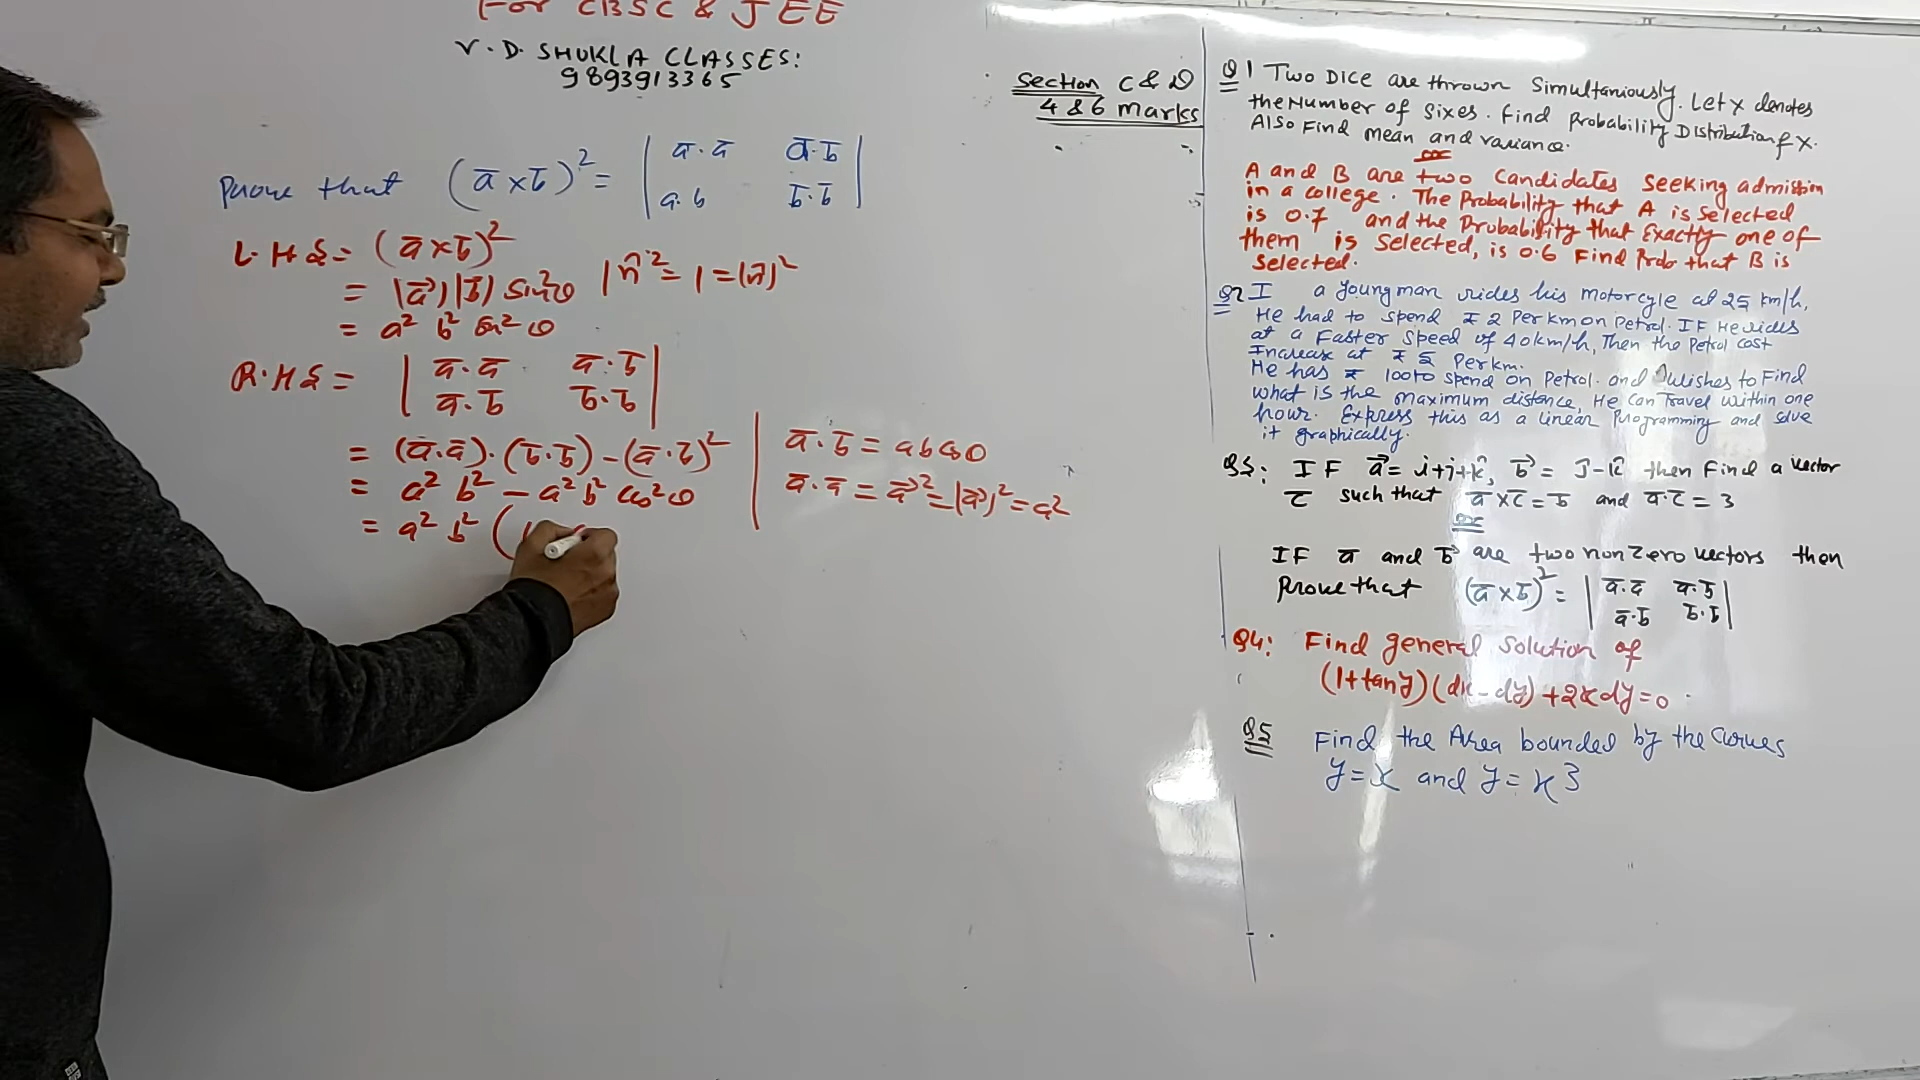 For CBSC & JEE
V.D. SHUKLA CLASSES:
9893913365
Prove that (a̅ × b̅)² = | a̅·a̅ a̅·b̅ |
| a·b b̅·b̅ |
L·H·S = (a̅×b̅)²
= |a⃗| |b⃗| Sin²θ |n̂² = 1 = |n⃗|²
= a² b² Sin² θ
R·H·S = | a̅·a̅ a̅·b̅ |
| a̅·b̅ b̅·b̅ |
= (a̅·a̅)·(b̅·b̅) – (a̅·b̅)²
= a² b² – a² b² cos² θ
= a² b² (1
a̅·b̅ = ab cosθ
a̅·a̅ = a⃗² = |a⃗|² = a²
Section C & D
4 & 6 marks
Q1 Two DICE are thrown Simultaniously. Let X denotes
the Number of Sixes. find Probability Distribution of X.
Also Find mean and variance.
or
A and B are two Candidates Seeking admission
in a college. The Probability that A is Selected
is 0.7 and the Probability that Exactly one of
them is Selected, is 0.6 Find Prob that B is
Selected.
Q2 I a young man rides his motorcycle at 25 km/h,
He had to spend ₹ 2 Per km on Petrol. IF He rides
at a Faster Speed of 40 km/h, Then the Petrol cost
Increase at ₹ 5 Per km.
He has ₹ 100 to spend on Petrol. and wishes to Find
what is the maximum distance, He can Travel within one
hour. Express this as a linear Programming and solve
it graphically.
Q3: IF a⃗ = i+j+k̂, b⃗ = j-k̂ then Find a vector
c̅ such that a̅×c̅ = b̅ and a̅·c̅ = 3
or
IF a̅ and b⃗ are two non Zero vectors then
Prove that (a̅×b̅)² = | a̅·a̅ a̅·b̅ |
| a̅·b̅ b̅·b̅ |
Q4: Find general Solution of
(1+tany)(dx-dy)+2xdy=0
Q5 Find the Area bounded by the Curves
y=x and y=x3